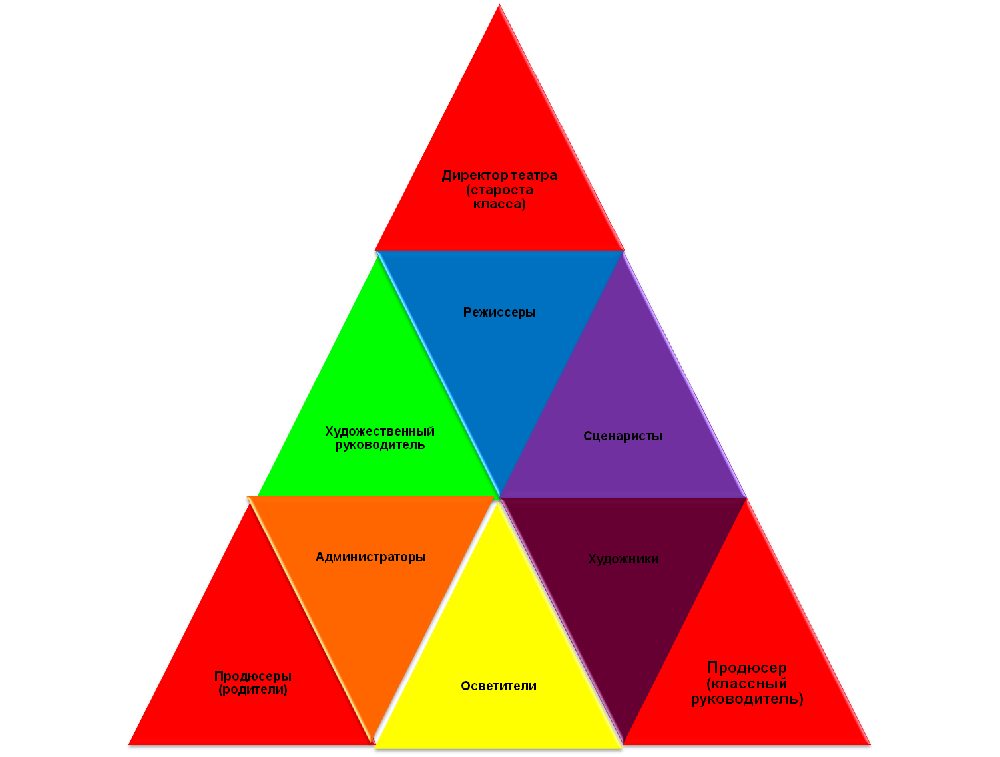 Директор театра
(староста
класса)
Режиссеры
Художественный
руководитель
Сценаристы
Администраторы
Художники
Продюсеры
(родители)
Осветители
Продюсер
(классный
руководитель)